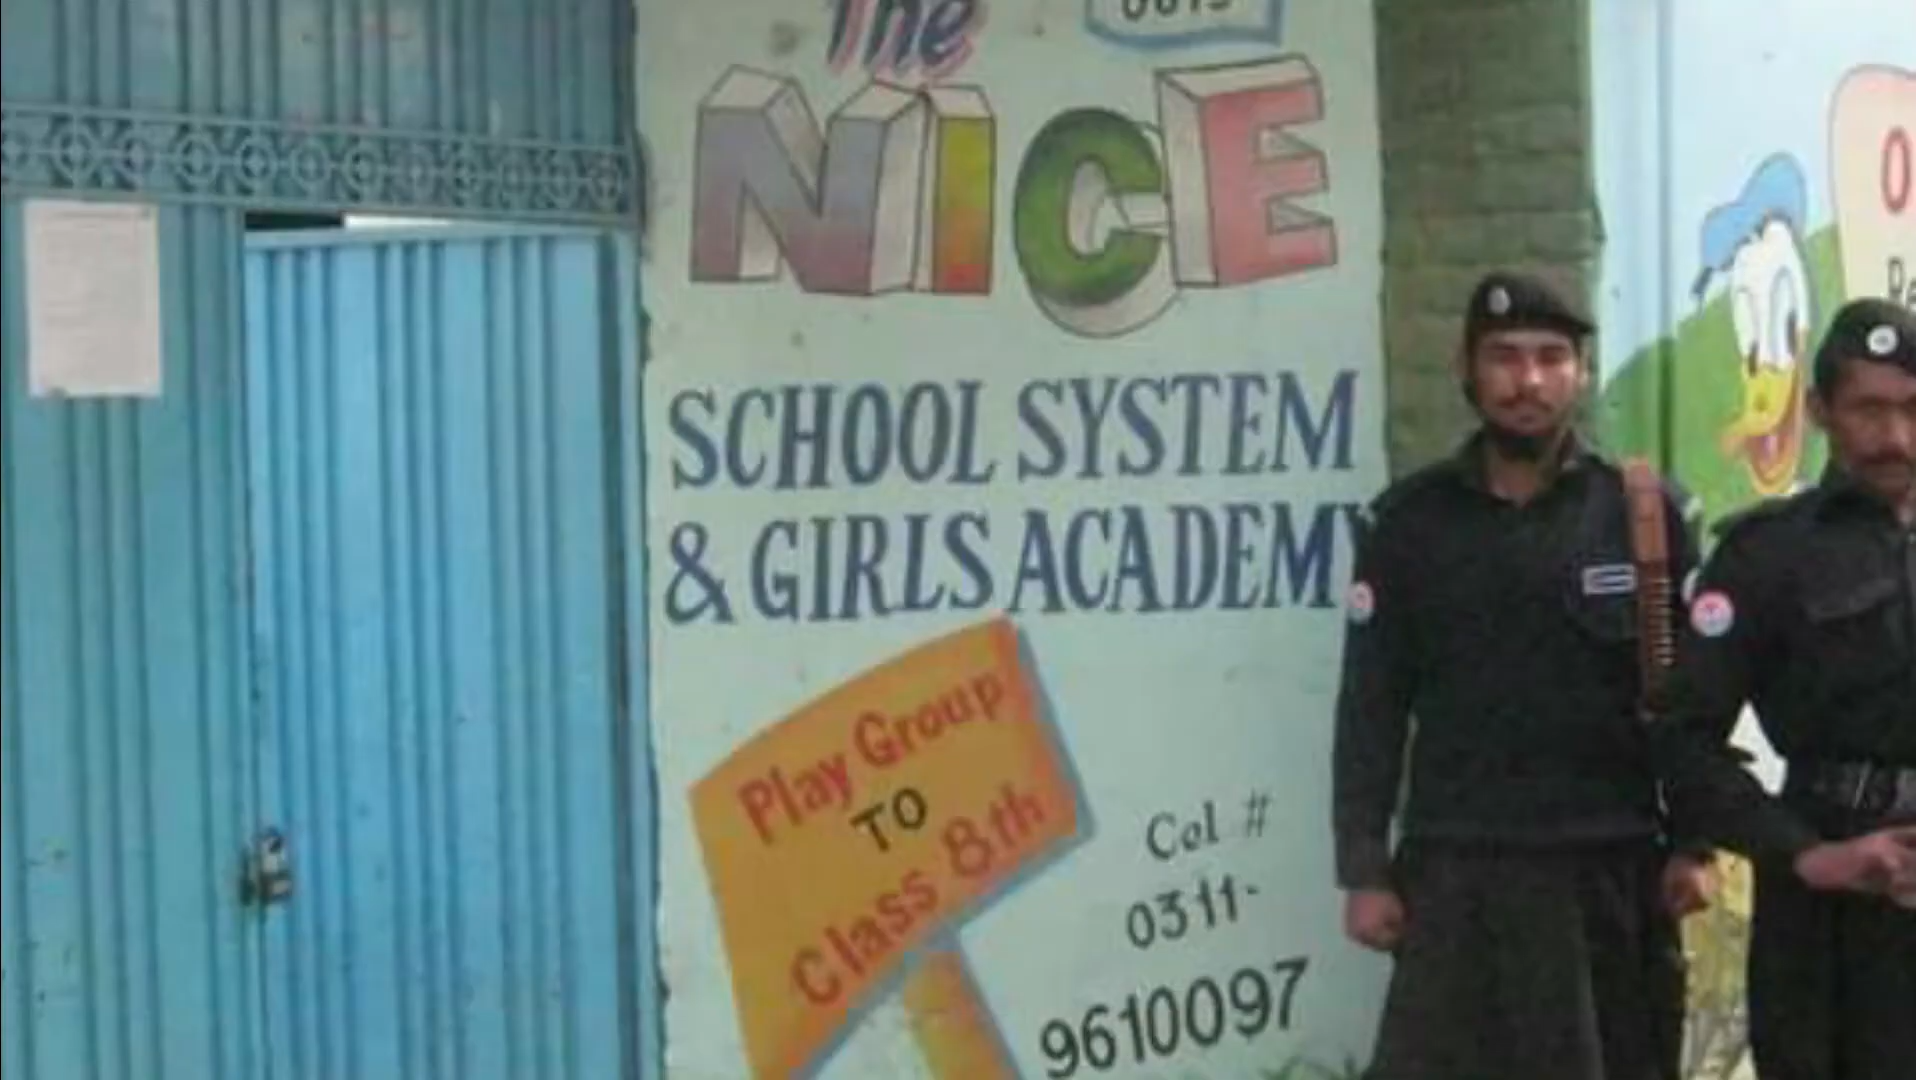 The
NICE
SCHOOL SYSTEM
& GIRLS ACADEMY
Play Group
TO
Class 8th
Cel #
0311-
9610097